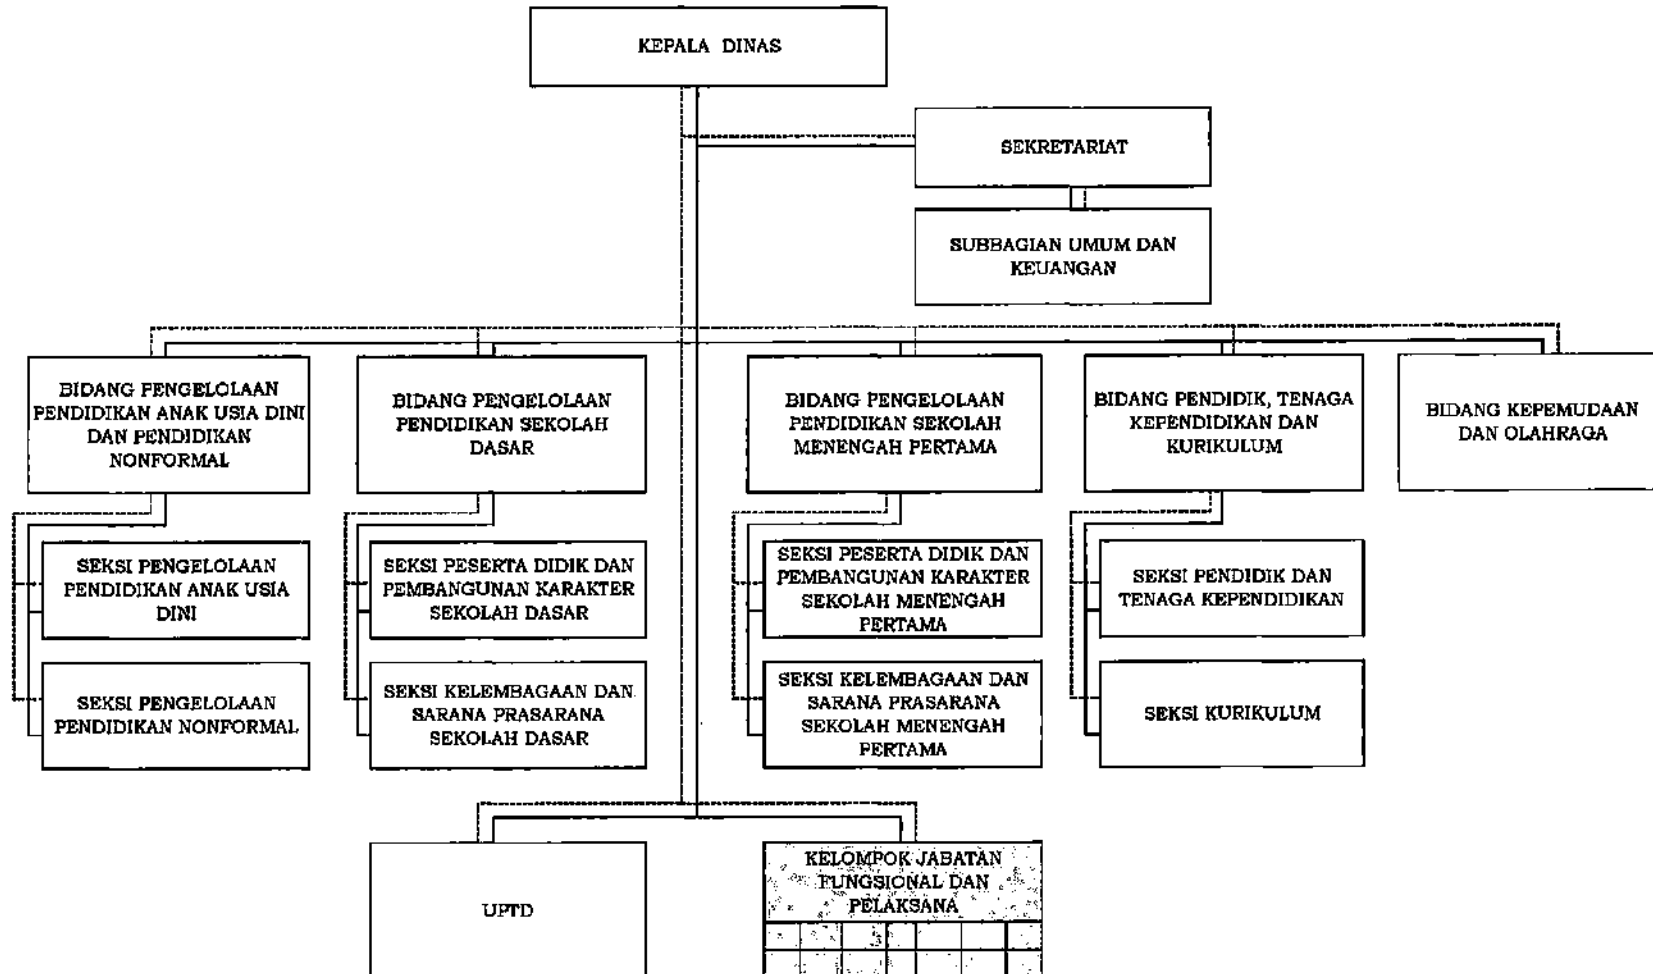 KEPALA DINAS
SEKRETARIAT
SUBBAGIAN UMUM DAN
KEUANGAN
BIDANG PENGELOLAAN
PENDIDIKAN ANAK USIA DINI
DAN PENDIDIKAN
NONFORMAL
BIDANG PENGELOLAAN
PENDIDIKAN SEKOLAH
DASAR
BIDANG PENGELOLAAN
PENDIDIKAN SEKOLAH
MENENGAH PERTAMA
BIDANG PENDIDIK, TENAGA
KEPENDIDIKAN DAN
KURIKULUM
BIDANG KEPEMUDAAN
DAN OLAHRAGA
SEKSI PENGELOLAAN
PENDIDIKAN ANAK USIA
DINI
SEKSI PESERTA DIDIK DAN
PEMBANGUNAN KARAKTER
SEKOLAH DASAR
SEKSI PESERTA DIDIK DAN
PEMBANGUNAN KARAKTER
SEKOLAH MENENGAH
PERTAMA
SEKSI PENDIDIK DAN
TENAGA KEPENDIDIKAN
SEKSI PENGELOLAAN
PENDIDIKAN NONFORMAL
SEKSI KELEMBAGAAN DAN
SARANA PRASARANA
SEKOLAH DASAR
SEKSI KELEMBAGAAN DAN
SARANA PRASARANA
SEKOLAH MENENGAH
PERTAMA
SEKSI KURIKULUM
UPTD
KELOMPOK JABATAN
FUNGSIONAL DAN
PELAKSANA